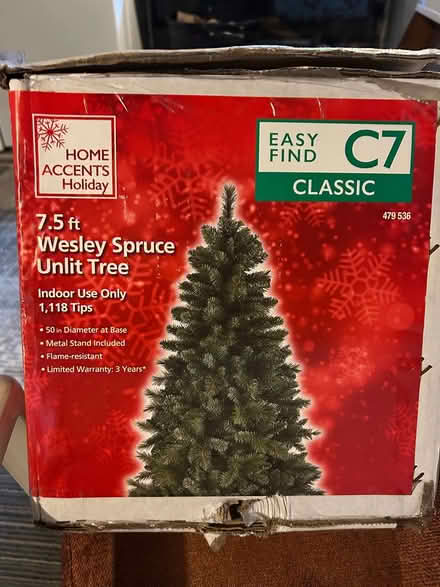 HOME
ACCENTS
Holiday
EASY
FIND
C7
CLASSIC
479 536
7.5 ft
Wesley Spruce
Unlit Tree
Indoor Use Only
1,118 Tips
• 50 in Diameter at Base
• Metal Stand Included
• Flame-resistant
• Limited Warranty: 3 Years*